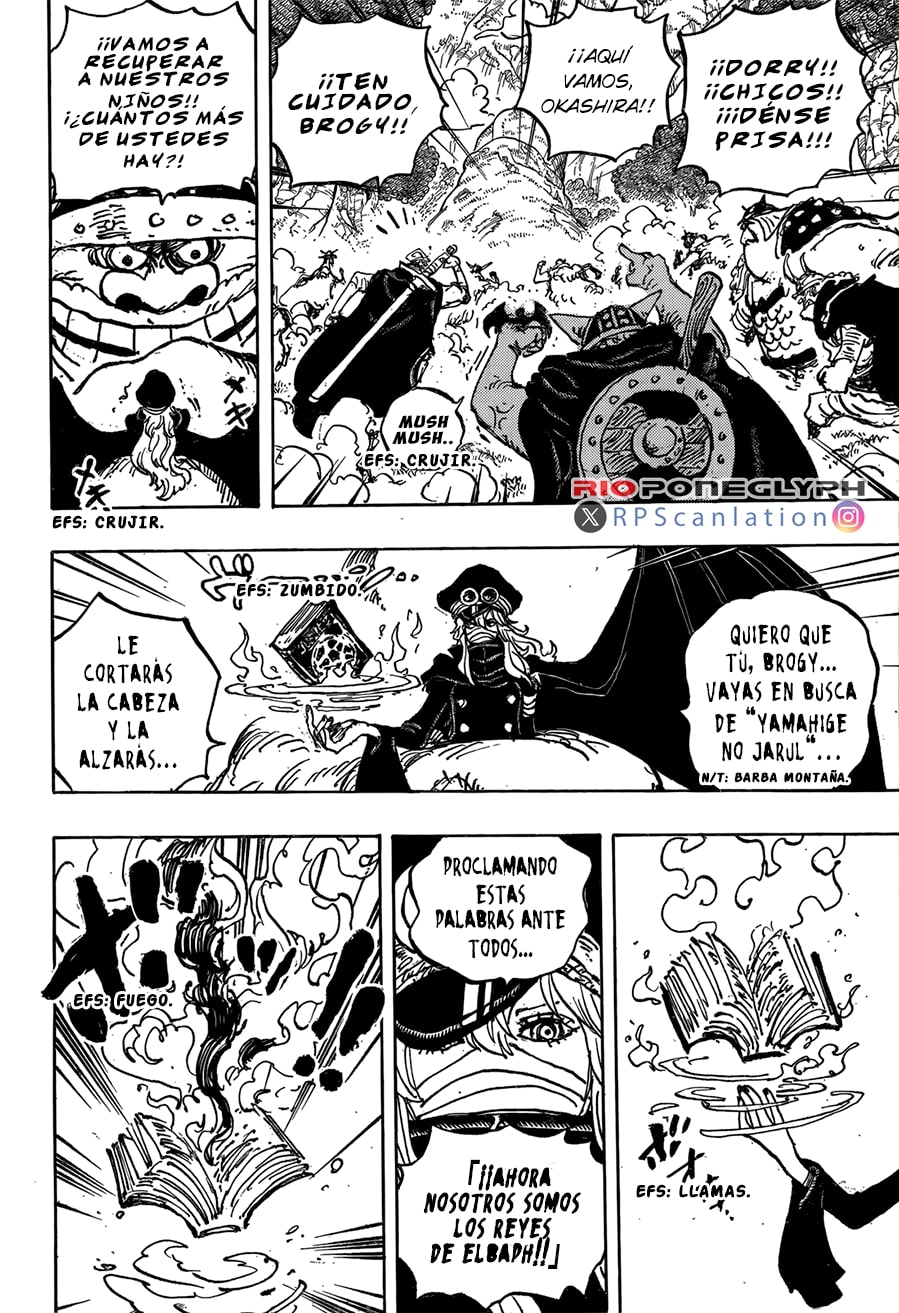 ¡¡DORRY!!
¡¡CHICOS!!
¡¡¡DÉNSE
PRISA!!!
¡¡AQUÍ
VAMOS,
OKASHIRA!!
¡¡TEN
CUIDADO,
BROGY!!
MUSH
MUSH..
EFS: CRUJIR.
RIOPONEGLYPH
RPScanlation
¡¡VAMOS A
RECUPERAR
A NUESTROS
NIÑOS!!
¡¿CUÁNTOS MÁS
DE USTEDES
HAY?!
EFS: CRUJIR.
QUIERO QUE
TÚ, BROGY...
VAYAS EN BUSCA
DE "YAMAHIGE
NO JARUL"...
N/T: BARBA MONTAÑA.
EFS: ZUMBIDO.
LE
CORTARÁS
LA CABEZA
Y LA
ALZARÁS...
EFS: LLAMAS.
PROCLAMANDO
ESTAS
PALABRAS ANTE
TODOS...
「¡¡AHORA
NOSOTROS SOMOS
LOS REYES
DE ELBAPH!!」
EFS: FUEGO.